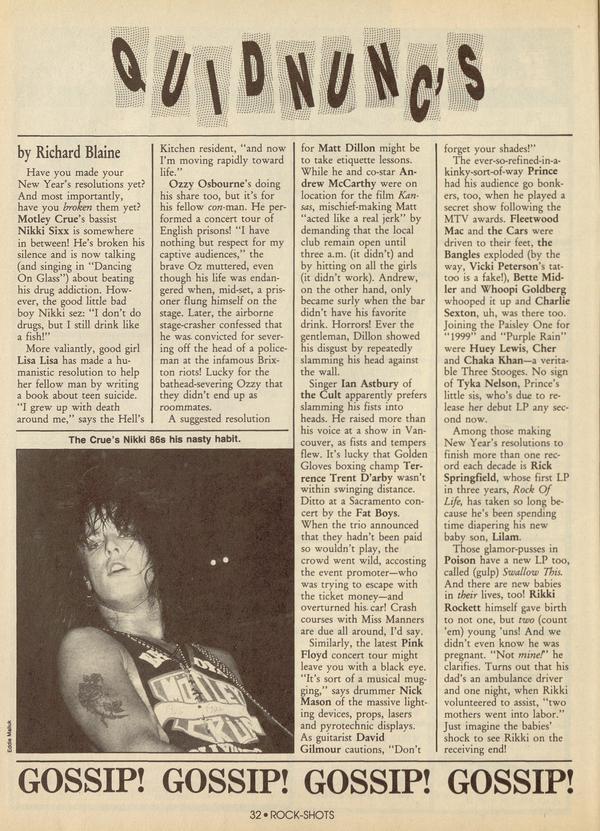 QUIDNUNC'S
by Richard Blaine
Have you made your
New Year's resolutions yet?
And most importantly,
have you broken them yet?
Motley Crue's bassist
Nikki Sixx is somewhere
in between! He's broken his
silence and is now talking
(and singing in "Dancing
On Glass") about beating
his drug addiction. How-
ever, the good little bad
boy Nikki sez: "I don't do
drugs, but I still drink like
a fish!"
More valiantly, good girl
Lisa Lisa has made a hu-
manistic resolution to help
her fellow man by writing
a book about teen suicide.
"I grew up with death
around me," says the Hell's
Kitchen resident, "and now
I'm moving rapidly toward
life."
Ozzy Osbourne's doing
his share too, but it's for
his fellow con-man. He per-
formed a concert tour of
English prisons! "I have
nothing but respect for my
captive audiences," the
brave Oz muttered, even
though his life was endan-
gered when, mid-set, a pris-
oner flung himself on the
stage. Later, the airborne
stage-crasher confessed that
he was convicted for sever-
ing off the head of a police-
man at the infamous Brix-
ton riots! Lucky for the
bathead-severing Ozzy that
they didn't end up as
roommates.
A suggested resolution
for Matt Dillon might be
to take etiquette lessons.
While he and co-star An-
drew McCarthy were on
location for the film Kan-
sas, mischief-making Matt
"acted like a real jerk" by
demanding that the local
club remain open until
three a.m. (it didn't) and
by hitting on all the girls
(it didn't work). Andrew,
on the other hand, only
became surly when the bar
didn't have his favorite
drink. Horrors! Ever the
gentleman, Dillon showed
his disgust by repeatedly
slamming his head against
the wall.
Singer Ian Astbury of
the Cult apparently prefers
slamming his fists into
heads. He raised more than
his voice at a show in Van-
couver, as fists and tempers
flew. It's lucky that Golden
Gloves boxing champ Ter-
rence Trent D'arby wasn't
within swinging distance.
Ditto at a Sacramento con-
cert by the Fat Boys.
When the trio announced
that they hadn't been paid
so wouldn't play, the
crowd went wild, accosting
the event promoter—who
was trying to escape with
the ticket money—and
overturned his car! Crash
courses with Miss Manners
are due all around, I'd say.
Similarly, the latest Pink
Floyd concert tour might
leave you with a black eye.
"It's sort of a musical mug-
ging," says drummer Nick
Mason of the massive light-
ing devices, props, lasers
and pyrotechnic displays.
As guitarist David
Gilmour cautions, "Don't
forget your shades!"
The ever-so-refined-in-a-
kinky-sort-of-way Prince
had his audience go bonk-
ers, too, when he played a
secret show following the
MTV awards. Fleetwood
Mac and the Cars were
driven to their feet, the
Bangles exploded (by the
way, Vicki Peterson's tat-
too is a fake!), Bette Mid-
ler and Whoopi Goldberg
whooped it up and Charlie
Sexton, uh, was there too.
Joining the Paisley One for
"1999" and "Purple Rain"
were Huey Lewis, Cher
and Chaka Khan—a verita-
ble Three Stooges. No sign
of Tyka Nelson, Prince's
little sis, who's due to re-
lease her debut LP any sec-
ond now.
Among those making
New Year's resolutions to
finish more than one rec-
ord each decade is Rick
Springfield, whose first LP
in three years, Rock Of
Life, has taken so long be-
cause he's been spending
time diapering his new
baby son, Lilam.
Those glamor-pusses in
Poison have a new LP too,
called (gulp) Swallow This.
And there are new babies
in their lives, too! Rikki
Rockett himself gave birth
to not one, but two (count
'em) young 'uns! And we
didn't even know he was
pregnant. "Not mine!" he
clarifies. Turns out that his
dad's an ambulance driver
and one night, when Rikki
volunteered to assist, "two
mothers went into labor."
Just imagine the babies'
shock to see Rikki on the
receiving end!
The Crue's Nikki 86s his nasty habit.
Eddie Malluk
GOSSIP! GOSSIP! GOSSIP! GOSSIP!
32 • ROCK-SHOTS